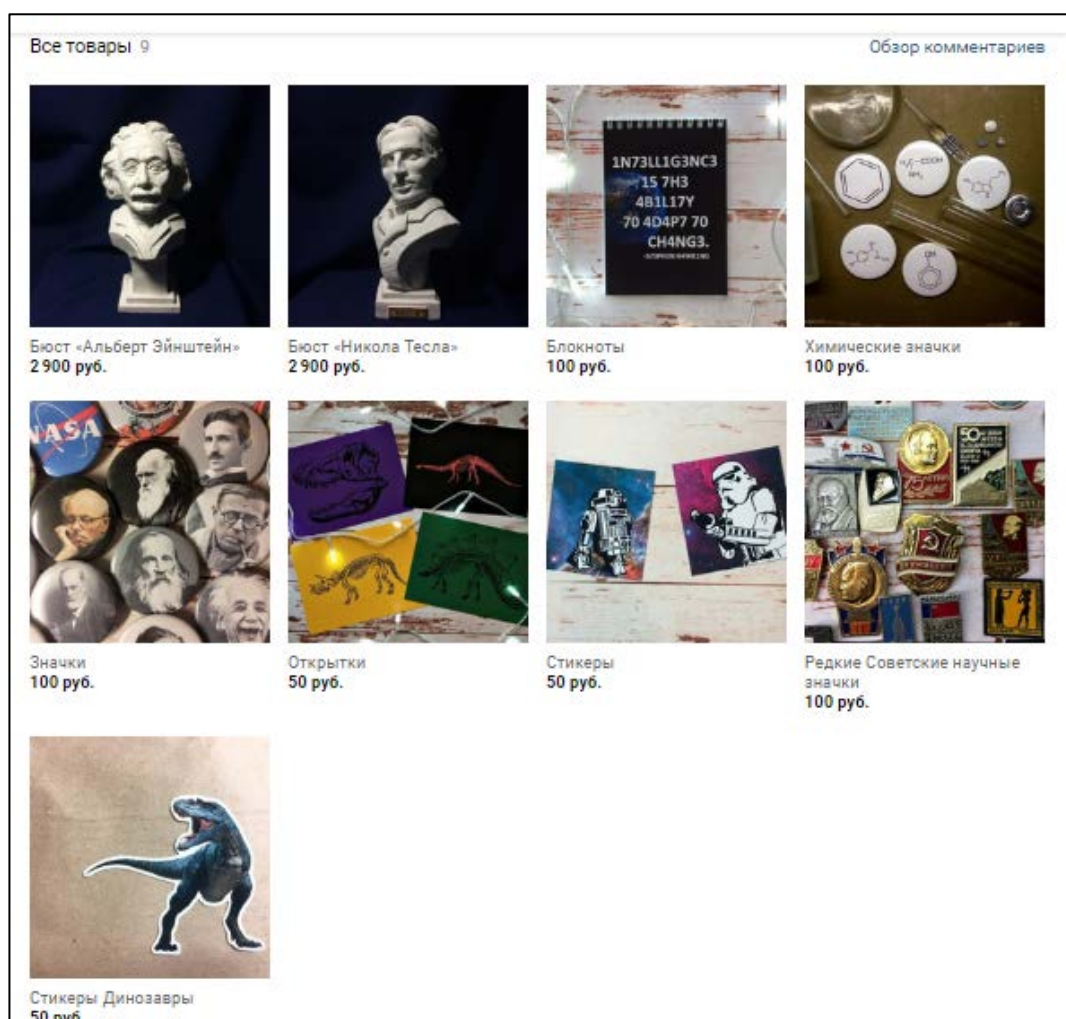 Все товары 9
Обзор комментариев
1N73LL1G3NC3
15 7H3
4B1L17Y
70 4D4P7 70
CH4NG3.
Бюст «Альберт Эйнштейн»
2 900 руб.
Бюст «Никола Тесла»
2 900 руб.
Блокноты
100 руб.
Химические значки
100 руб.
NASA
Значки
100 руб.
Открытки
50 руб.
Стикеры
50 руб.
Редкие Советские научные
значки
100 руб.
Стикеры Динозавры
50 руб.